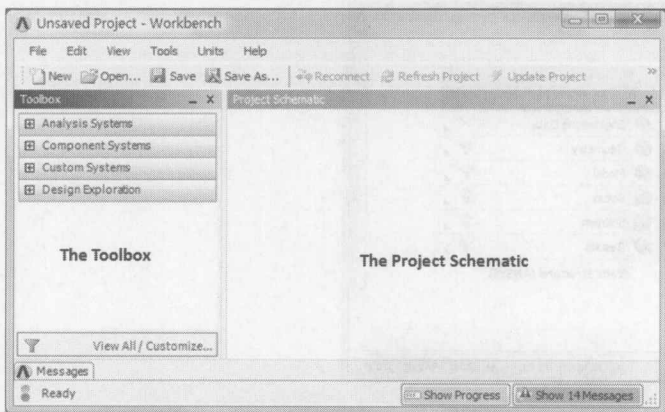 Unsaved Project - Workbench
File Edit View Tools Units Help
New Open... Save Save As... Reconnect Refresh Project Update Project
Toolbox
Project Schematic
Analysis Systems
Component Systems
Custom Systems
Design Exploration
The Toolbox
The Project Schematic
View All / Customize...
Messages
Ready
Show Progress
Show 14 Messages